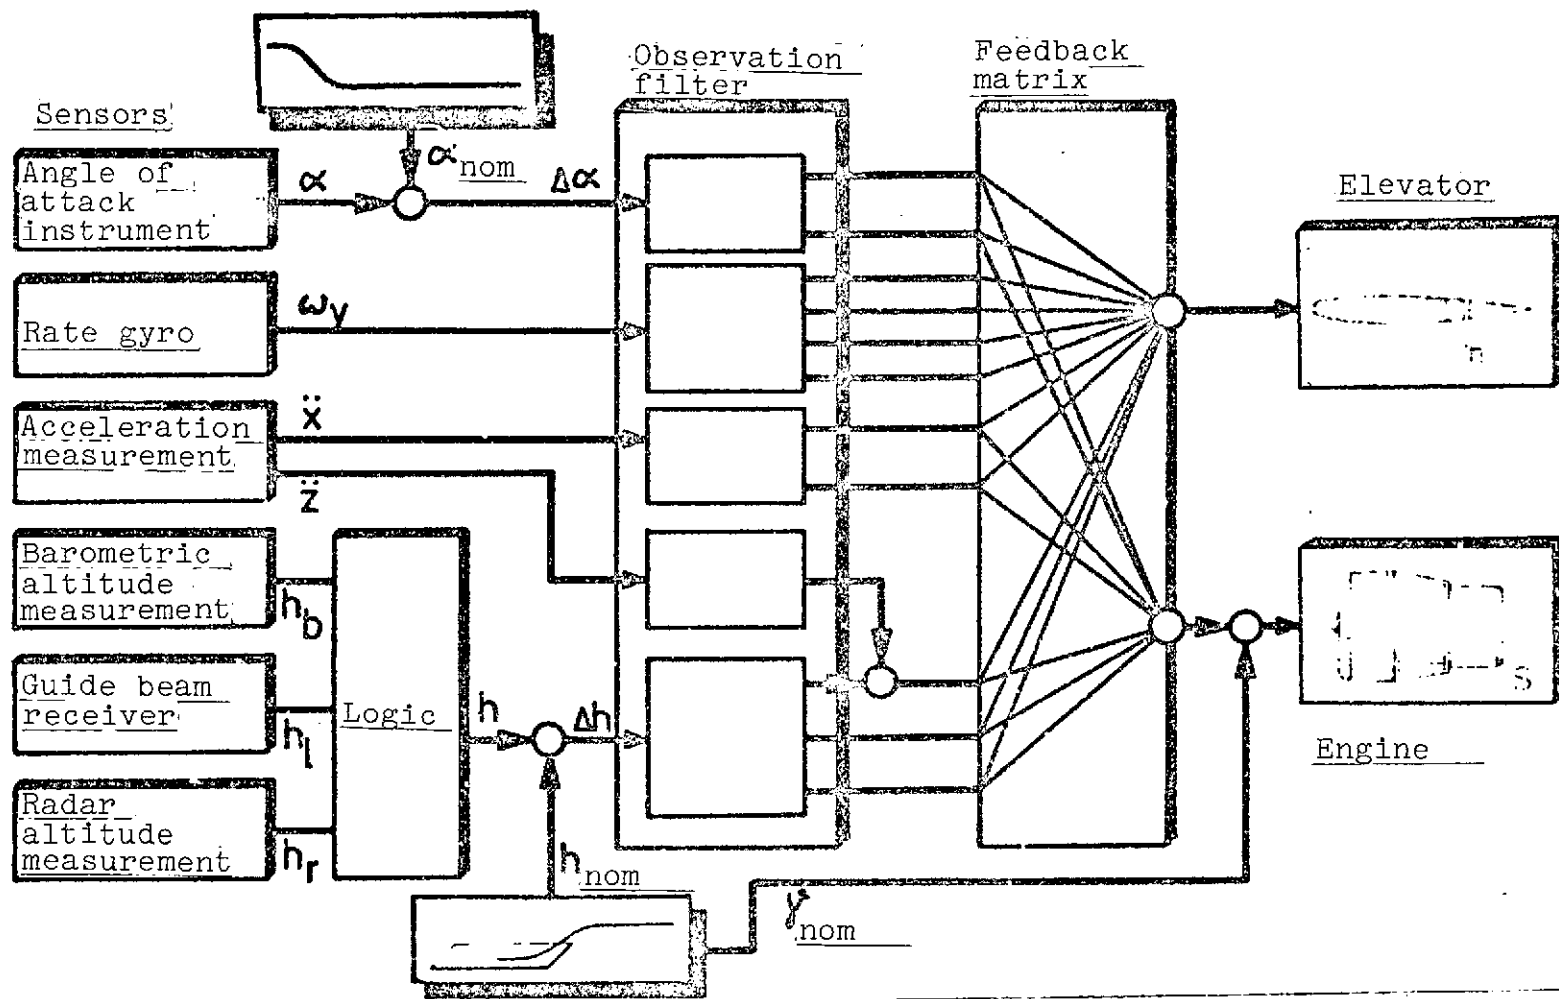 Observation
filter
Feedback
matrix
Sensors
Angle of
attack
instrument
α
α nom
Δα
Elevator
Rate gyro
ωy
η
Acceleration
measurement
ẍ
z̈
Barometric
altitude
measurement
hb
Guide beam
receiver
hl
Logic
h
Δh
S
Engine
Radar
altitude
measurement
hr
h nom
γ nom